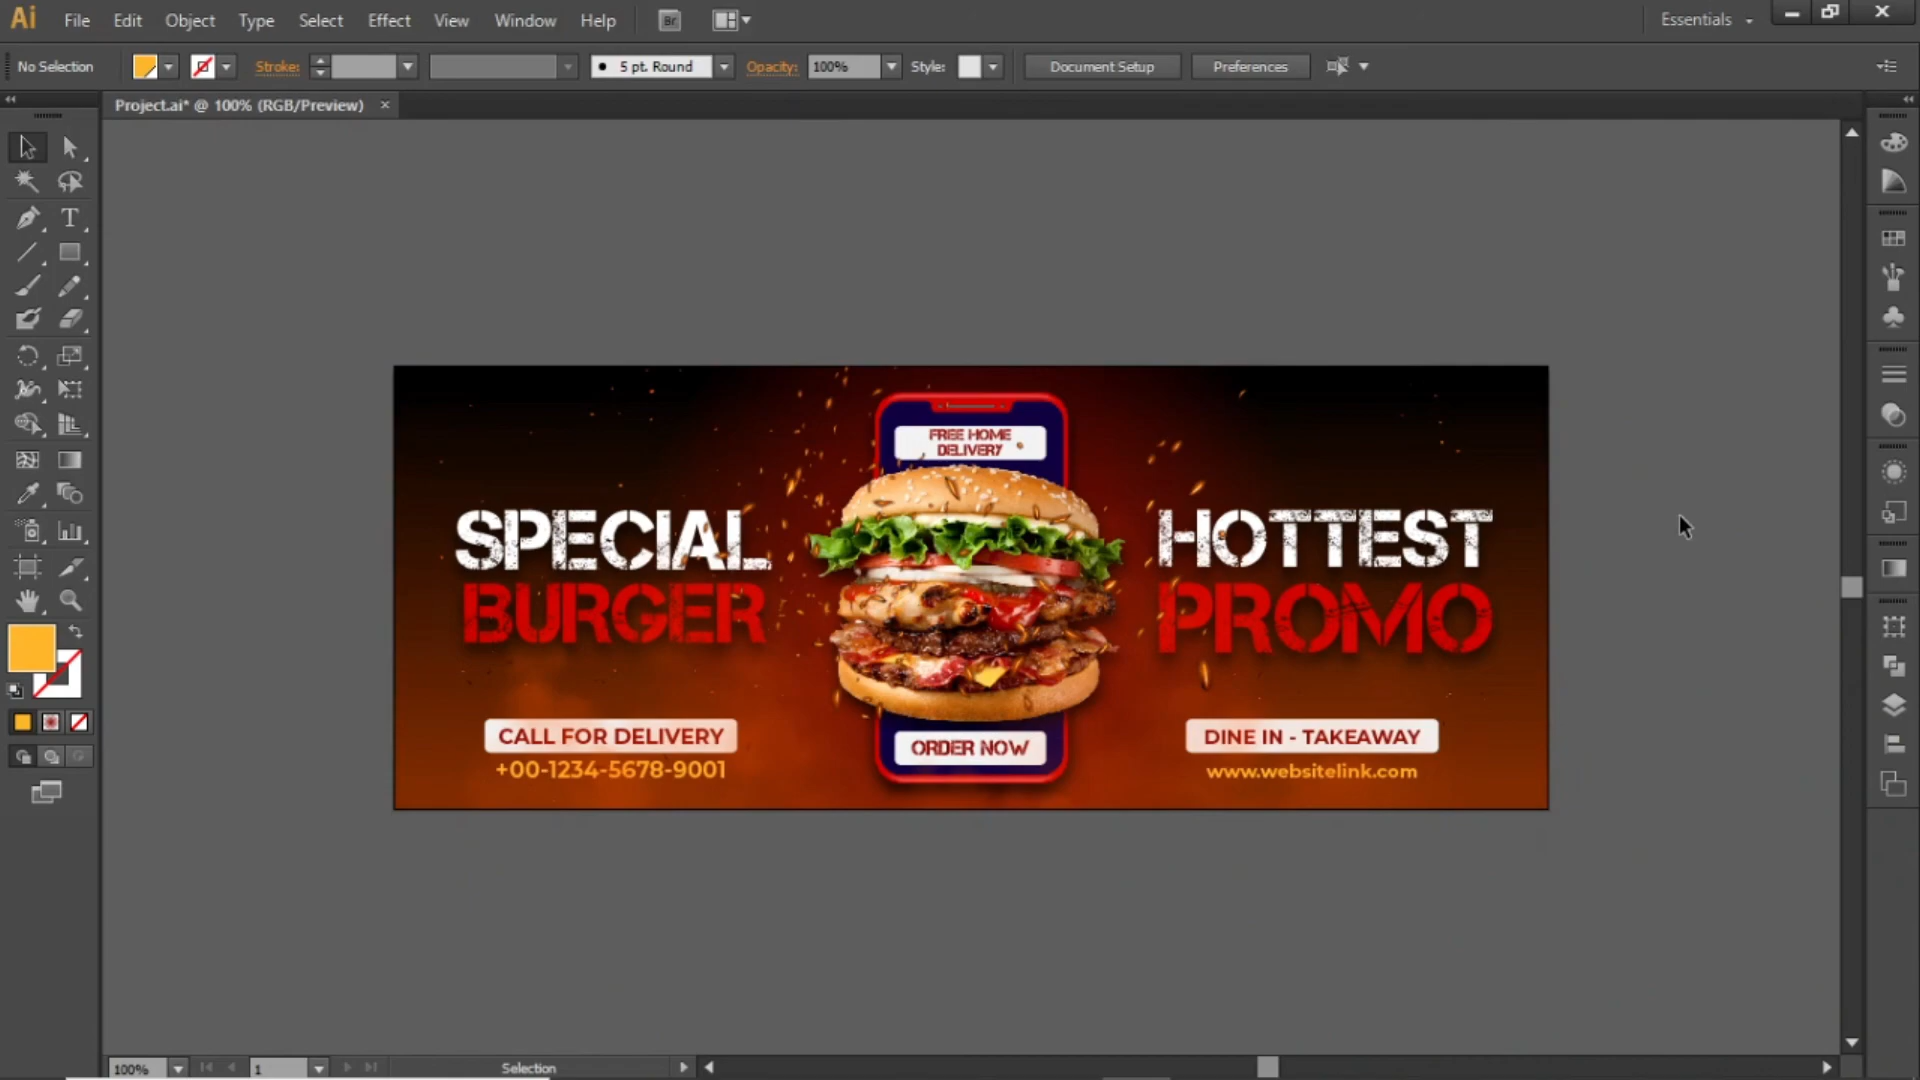 Ai File Edit Object Type Select Effect View Window Help Br Essentials
No Selection Stroke: 5 pt. Round Opacity: 100% Style: Document Setup Preferences
Project.ai* @ 100% (RGB/Preview)
FREE HOME
DELIVERY
SPECIAL
BURGER
HOTTEST
PROMO
CALL FOR DELIVERY
+00-1234-5678-9001
ORDER NOW
DINE IN - TAKEAWAY
www.websitelink.com
100% 1 Selection